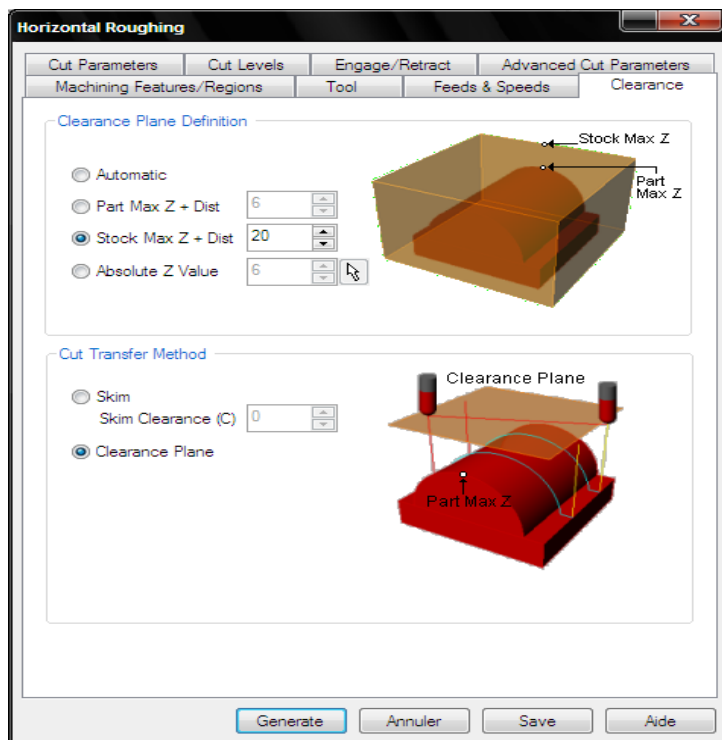 Horizontal Roughing
Cut Parameters
Cut Levels
Engage/Retract
Advanced Cut Parameters
Machining Features/Regions
Tool
Feeds & Speeds
Clearance
Clearance Plane Definition
Automatic
Part Max Z + Dist
6
Stock Max Z + Dist
20
Absolute Z Value
6
Stock Max Z
Part
Max Z
Cut Transfer Method
Skim
Skim Clearance (C)
0
Clearance Plane
Clearance Plane
Part Max Z
Generate
Annuler
Save
Aide